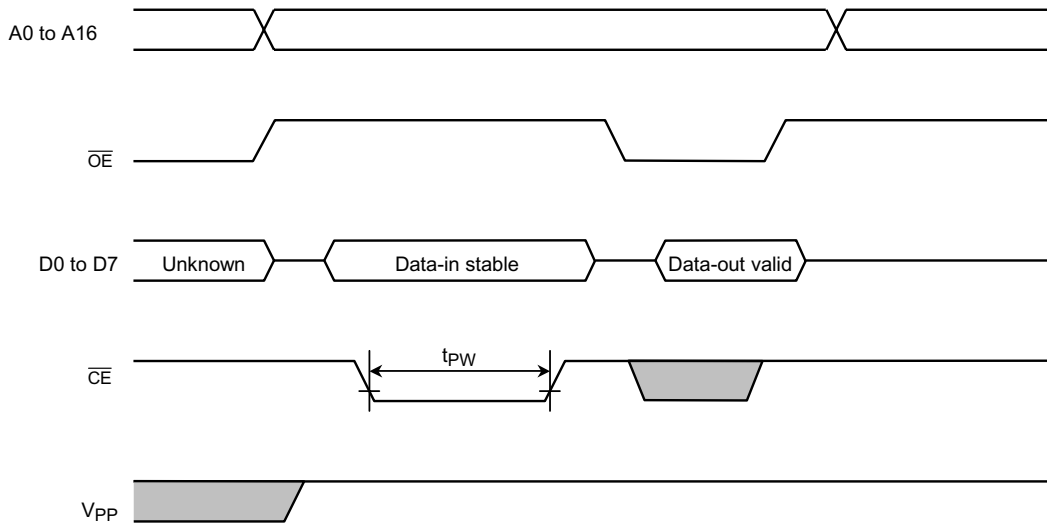 A0 to A16
OE
D0 to D7
Unknown
Data-in stable
Data-out valid
CE
tPW
VPP